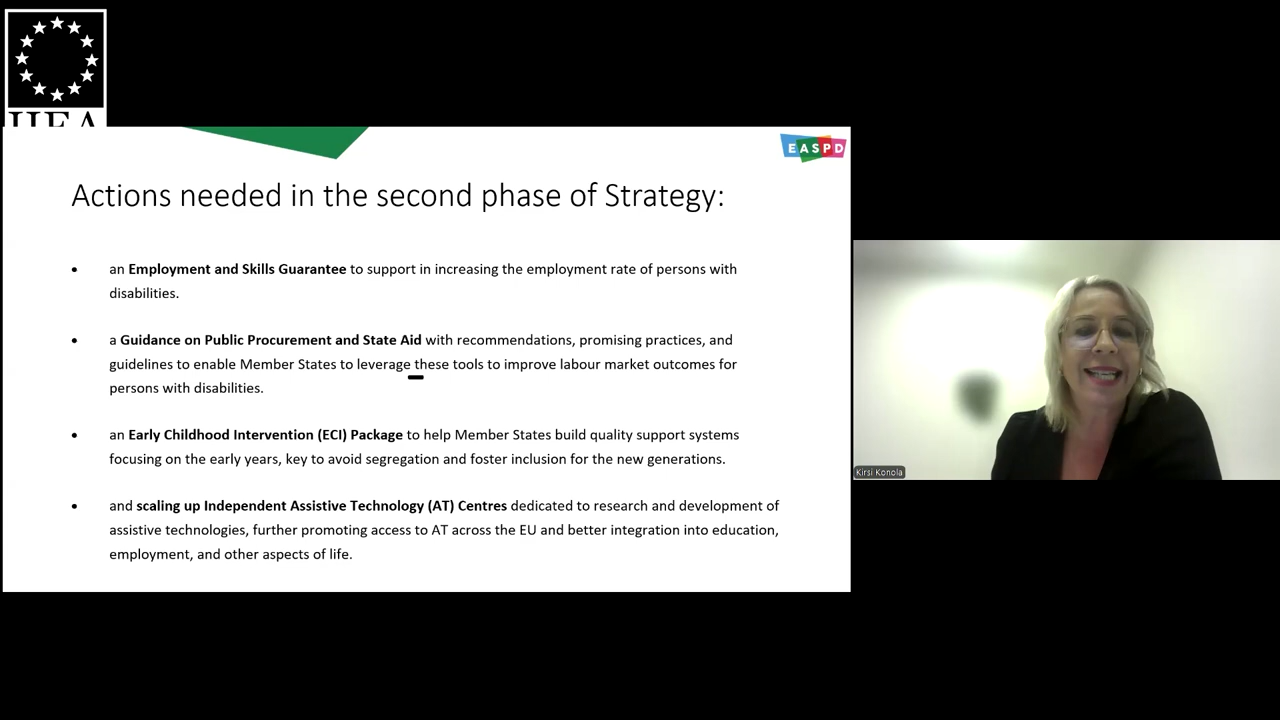 EASPD
Actions needed in the second phase of Strategy:
• an Employment and Skills Guarantee to support in increasing the employment rate of persons with
disabilities.
• a Guidance on Public Procurement and State Aid with recommendations, promising practices, and
guidelines to enable Member States to leverage these tools to improve labour market outcomes for
persons with disabilities.
• an Early Childhood Intervention (ECI) Package to help Member States build quality support systems
focusing on the early years, key to avoid segregation and foster inclusion for the new generations.
• and scaling up Independent Assistive Technology (AT) Centres dedicated to research and development of
assistive technologies, further promoting access to AT across the EU and better integration into education,
employment, and other aspects of life.
Kirsi Konola